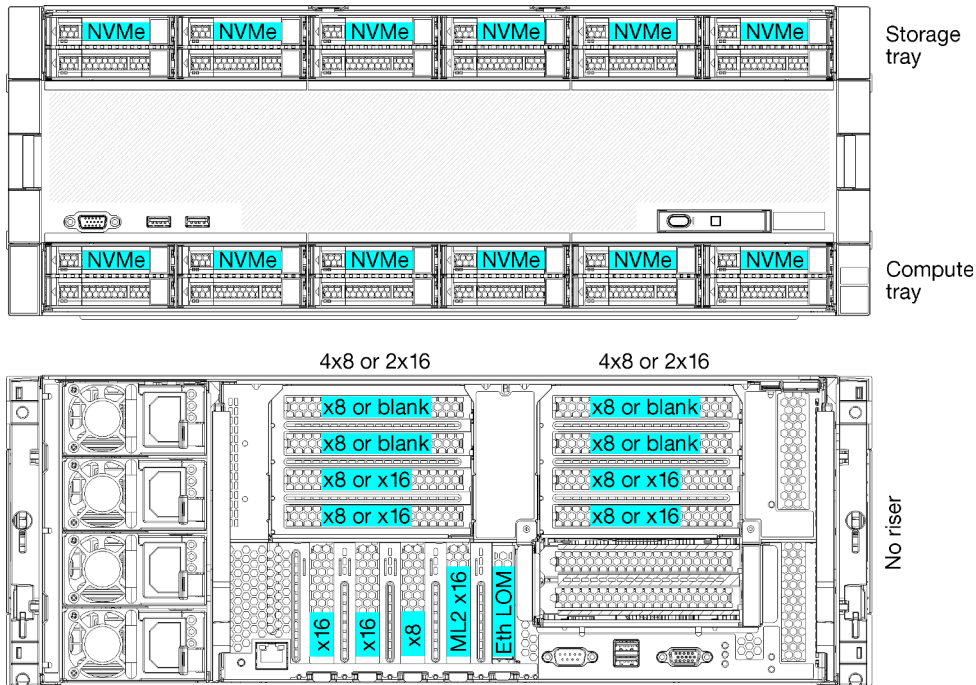 NVMe NVMe NVMe NVMe NVMe NVMe
Storage
tray
NVMe NVMe NVMe NVMe NVMe NVMe
Compute
tray
4x8 or 2x16 4x8 or 2x16
x8 or blank x8 or blank
x8 or blank x8 or blank
x8 or x16 x8 or x16
x8 or x16 x8 or x16
No riser
x16
x16
x8
ML2 x16
Eth LOM